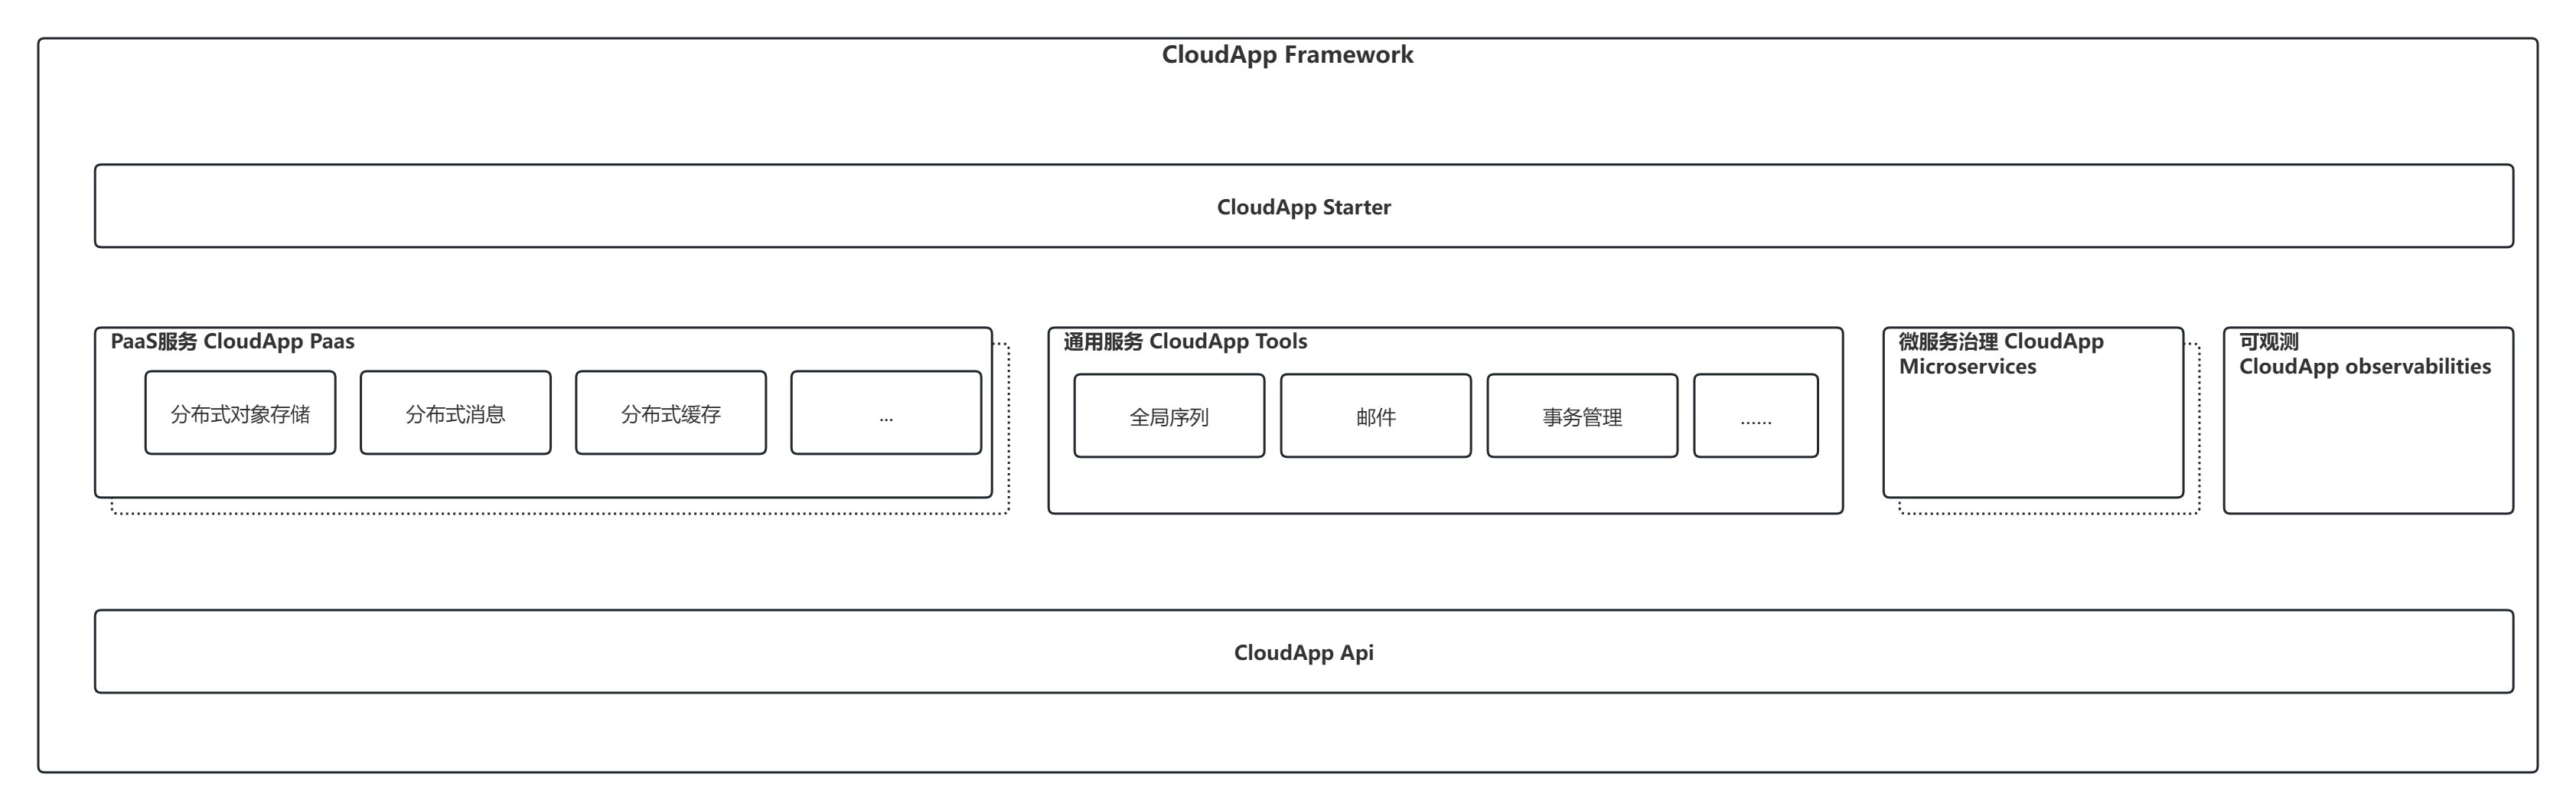 CloudApp Framework
CloudApp Starter
PaaS服务 CloudApp Paas
分布式对象存储
分布式消息
分布式缓存
...
通用服务 CloudApp Tools
全局序列
邮件
事务管理
......
微服务治理 CloudApp
Microservices
可观测
CloudApp observabilities
CloudApp Api